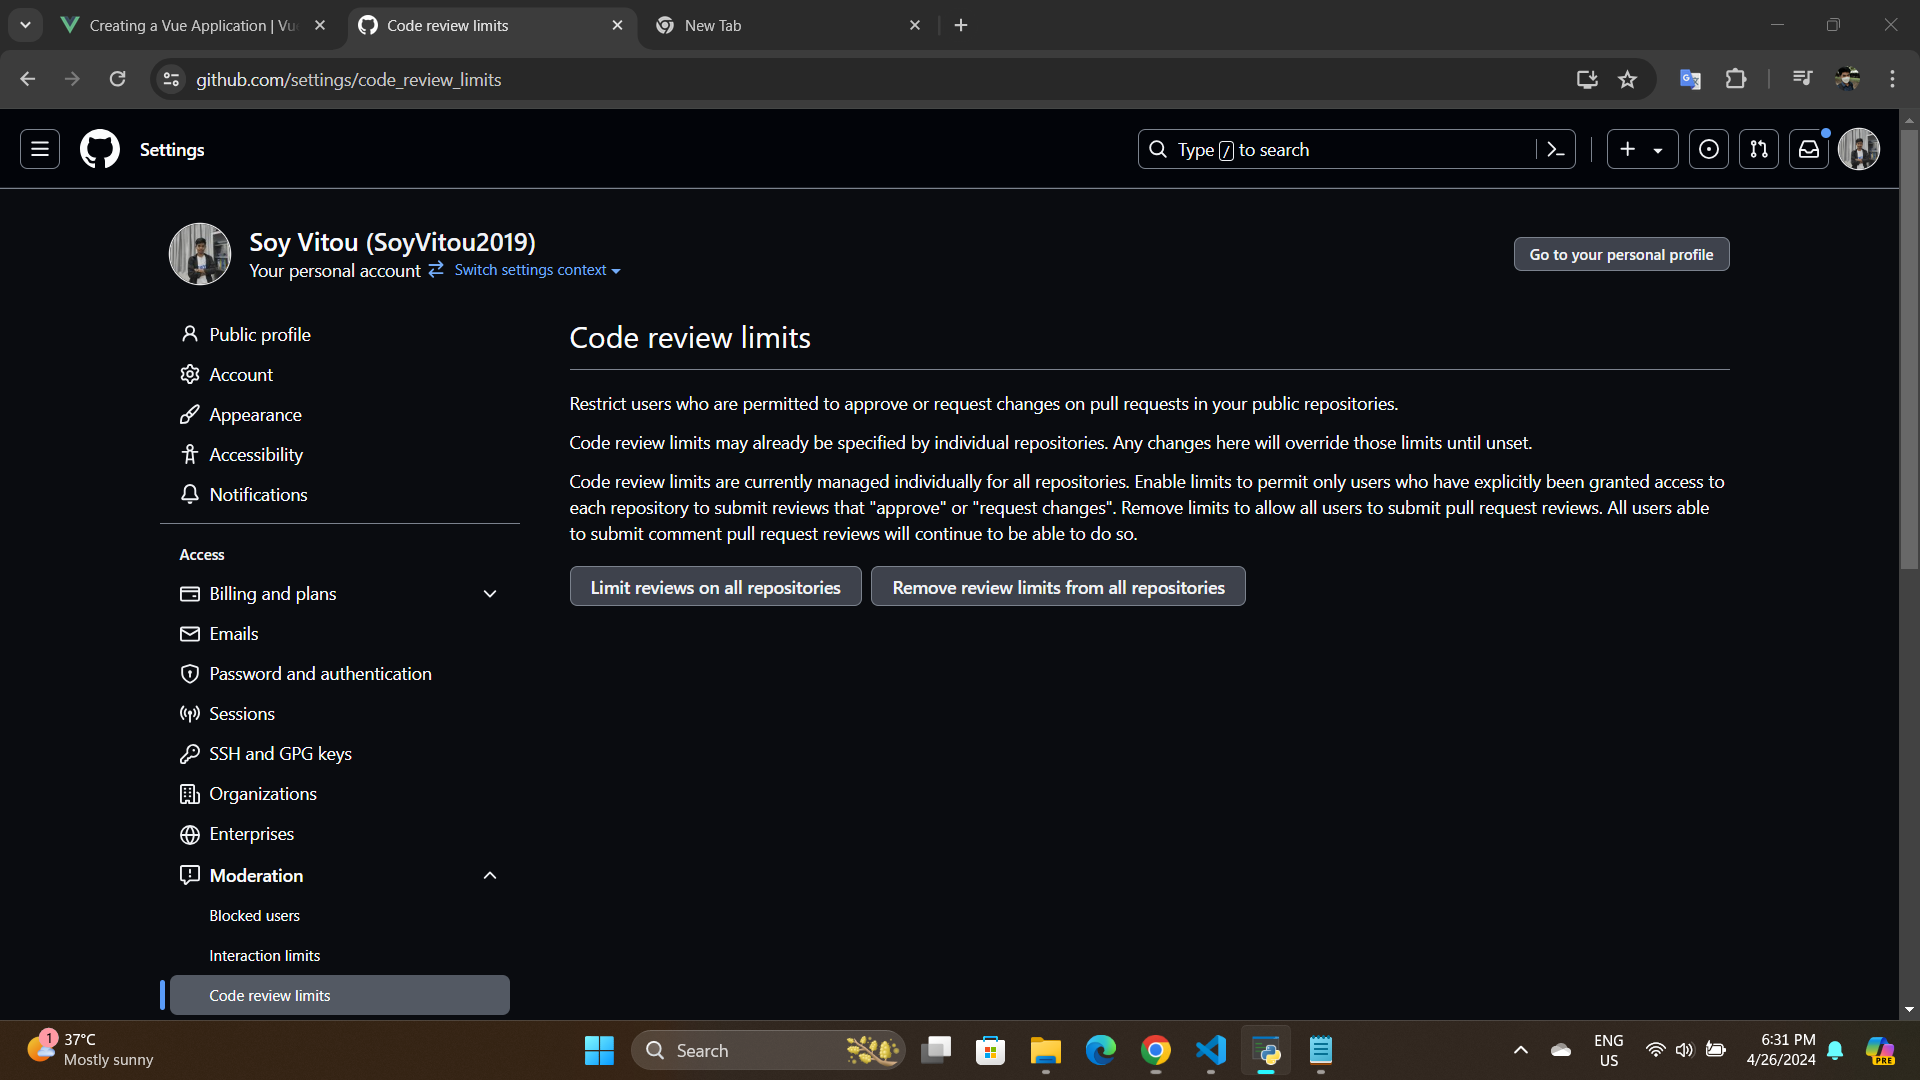 Creating a Vue Application | Vue
Code review limits
New Tab
github.com/settings/code_review_limits
Settings
Type / to search
Soy Vitou (SoyVitou2019)
Your personal account
Switch settings context
Go to your personal profile
Public profile
Account
Appearance
Accessibility
Notifications
Access
Billing and plans
Emails
Password and authentication
Sessions
SSH and GPG keys
Organizations
Enterprises
Moderation
Blocked users
Interaction limits
Code review limits
Code review limits
Restrict users who are permitted to approve or request changes on pull requests in your public repositories.
Code review limits may already be specified by individual repositories. Any changes here will override those limits until unset.
Code review limits are currently managed individually for all repositories. Enable limits to permit only users who have explicitly been granted access to
each repository to submit reviews that "approve" or "request changes". Remove limits to allow all users to submit pull request reviews. All users able
to submit comment pull request reviews will continue to be able to do so.
Limit reviews on all repositories
Remove review limits from all repositories
1
37°C
Mostly sunny
Search
ENG
US
6:31 PM
4/26/2024
PRE